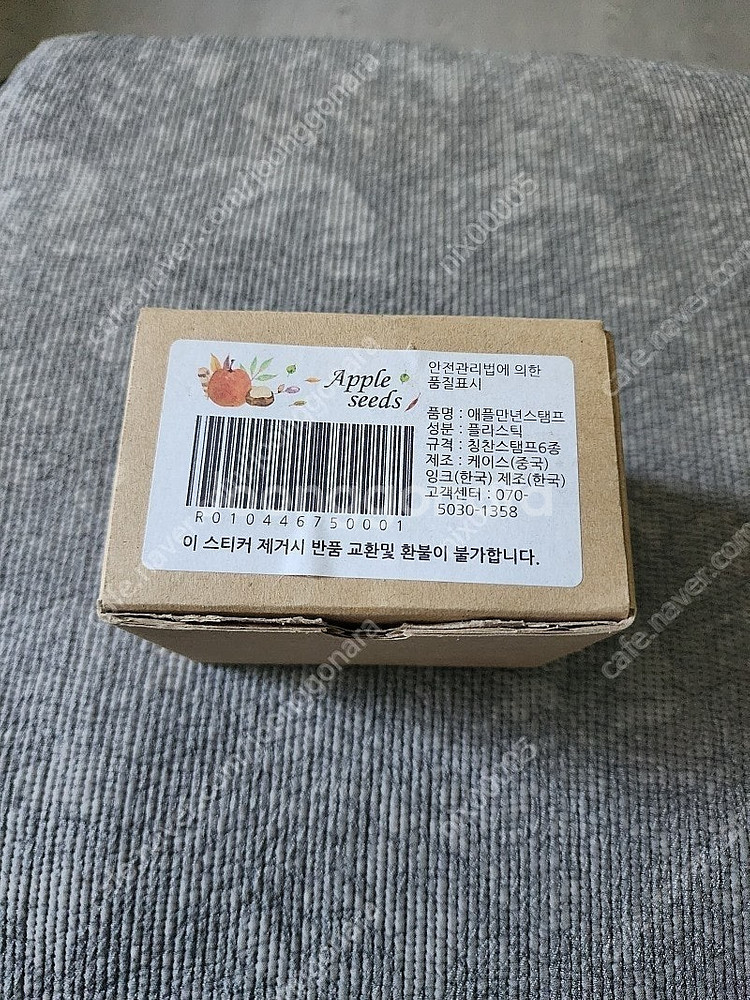 Apple
seeds
안전관리법에 의한
품질표시
품명 : 애플만년스탬프
성분 : 플리스틱
규격 : 칭찬스탬프6종
제조 : 케이스(중국)
잉크(한국) 제조(한국)
고객센터 : 070-
5030-1358
R010446750001
이 스티커 제거시 반품 교환및 환불이 불가합니다.
cafe.naver.com/joonggonara
nix00005